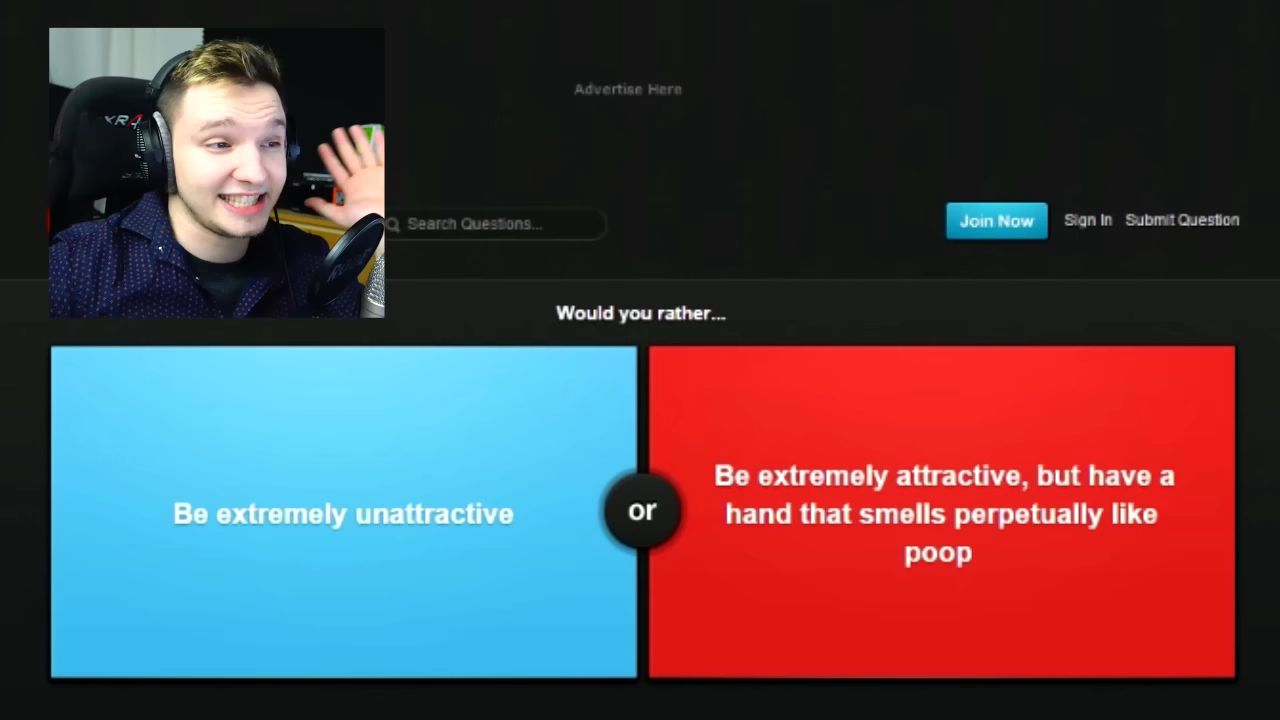 Advertise Here
Search Questions...
Join Now
Sign In
Submit Question
Would you rather...
Be extremely unattractive
or
Be extremely attractive, but have a
hand that smells perpetually like
poop